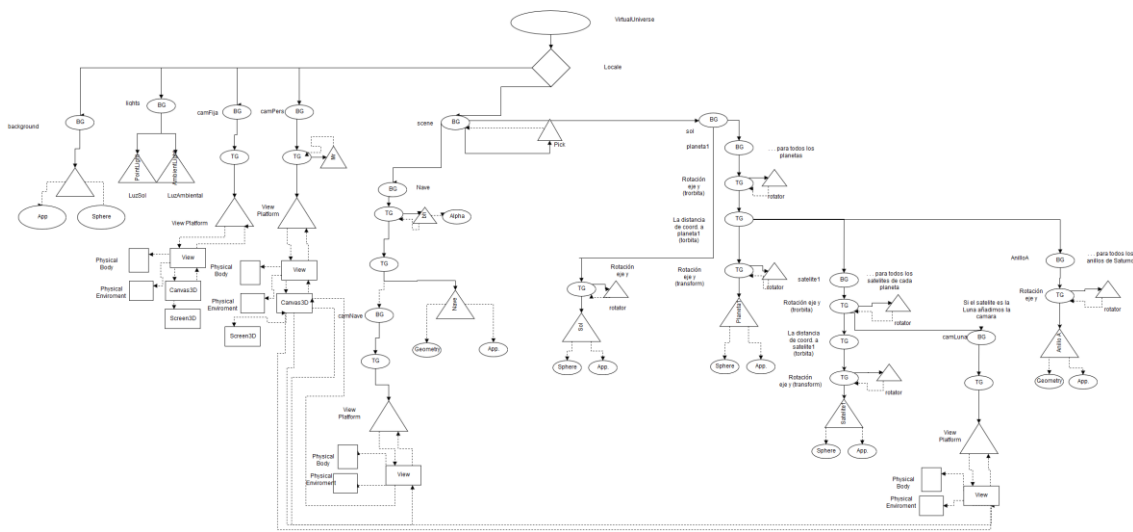 VirtualUniverse
Locale
background
BG
App
Sphere
lights
BG
PointLight
AmbientLight
LuzSol
LuzAmbiental
camFija
BG
TG
View Platform
View
Physical
Body
Physical
Enviroment
Canvas3D
Screen3D
camPers
BG
TG
View
Platform
View
Physical
Body
Physical
Enviroment
Canvas3D
Screen3D
scene
BG
Pick
BG
Nave
TG
Alpha
TG
Nave
Geometry
App.
camNave
BG
TG
View
Platform
View
Physical
Body
Physical
Enviroment
BG
sol
Rotación
eje y
TG
rotator
Sol
Sphere
App.
planeta1
BG
... para todos los
planetas
Rotación
eje y
(trorbita)
TG
rotator
La distancia
de coord. a
planeta1
(torbita)
TG
Rotación
eje y
(transform)
TG
rotator
Planeta1
Sphere
App.
satelite1
BG
... para todos los
satelites de cada
planeta
Rotación eje y
(trorbita)
TG
rotator
La distancia
de coord. a
satelite1
(torbita)
TG
Rotación
eje y (transform)
TG
rotator
Satelite1
Sphere
App.
Si el satelite es la
Luna añadimos la
camara
camLuna
BG
TG
View
Platform
View
Physical
Body
Physical
Enviroment
AnilloA
BG
... para todos los
anillos de Saturno
Rotación
eje y
TG
rotator
Anillo A
Geometry
App.